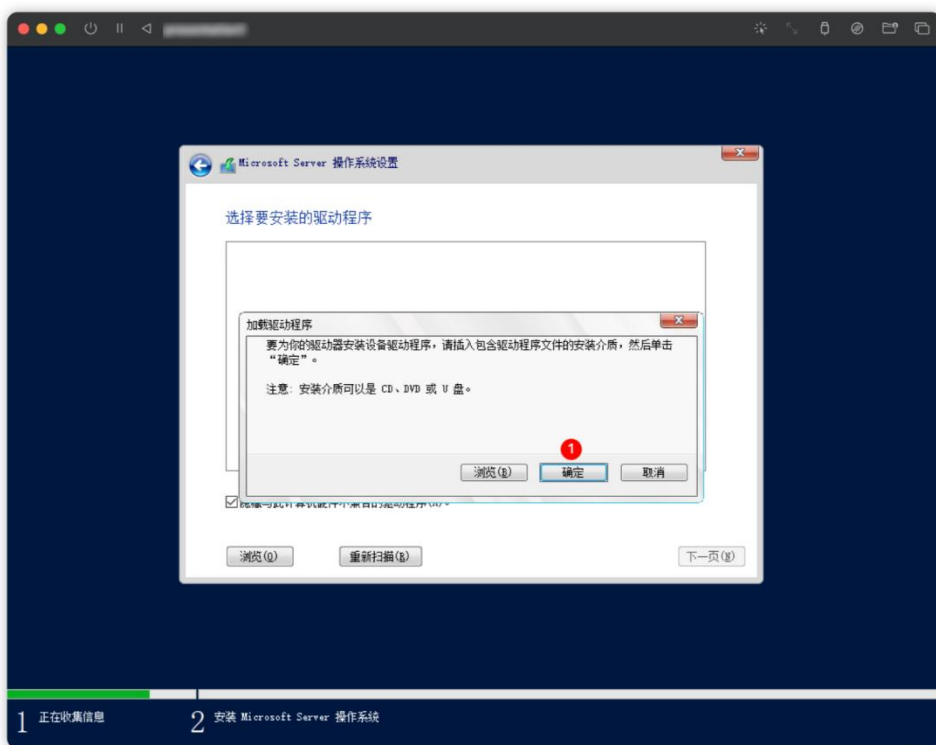 Microsoft Server 操作系统设置
选择要安装的驱动程序
加载驱动程序
要为你的驱动器安装设备驱动程序，请插入包含驱动程序文件的安装介质，然后单击
“确定”。
注意: 安装介质可以是 CD、DVD 或 U 盘。
1
浏览(B)
确定
取消
浏览(O)
重新扫描(R)
下一页(N)
1 正在收集信息
2 安装 Microsoft Server 操作系统